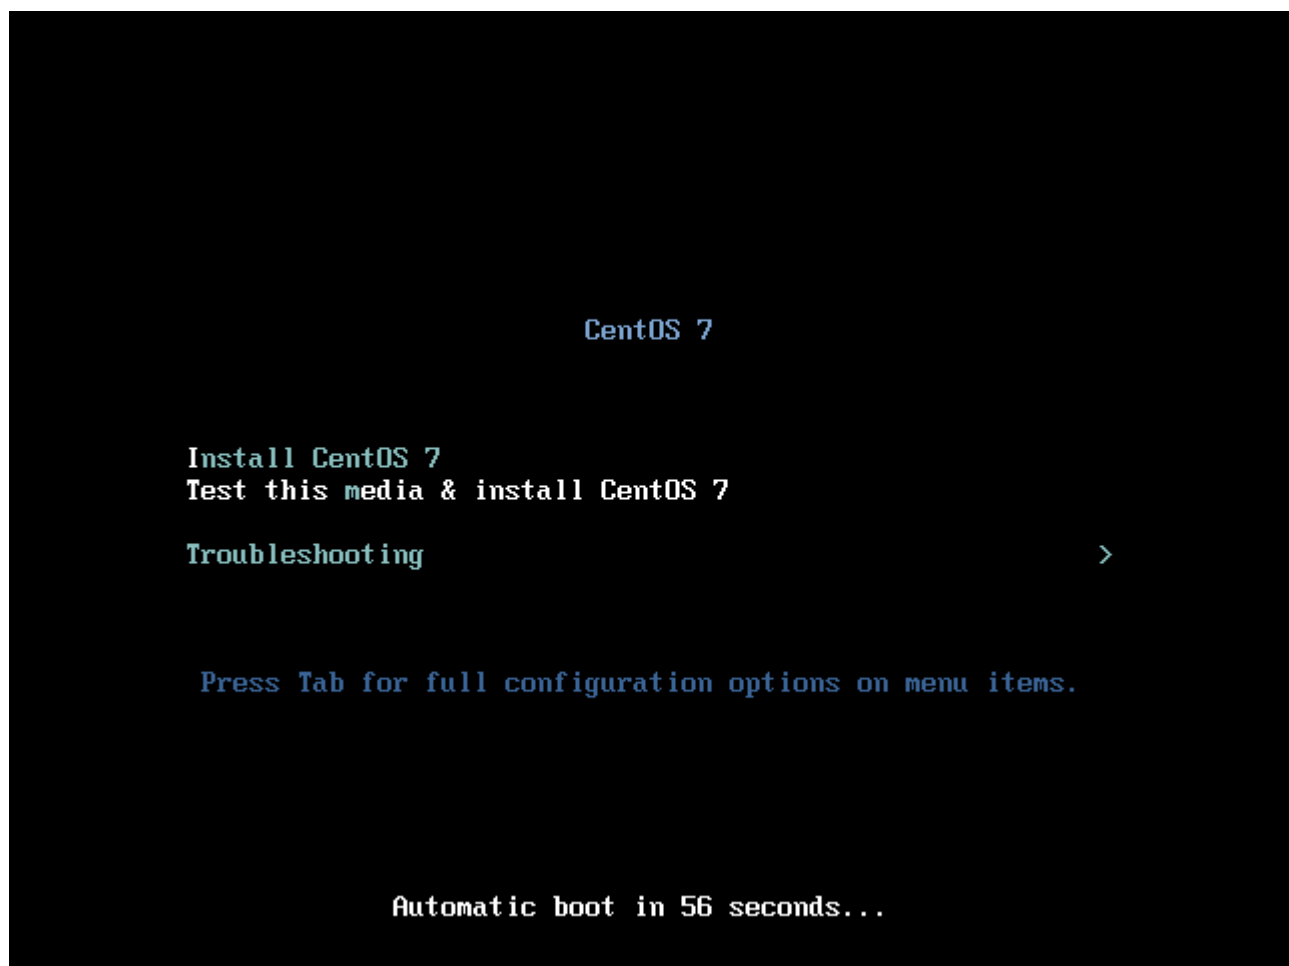 CentOS 7
Install CentOS 7
Test this media & install CentOS 7
Troubleshooting >
Press Tab for full configuration options on menu items.
Automatic boot in 56 seconds...